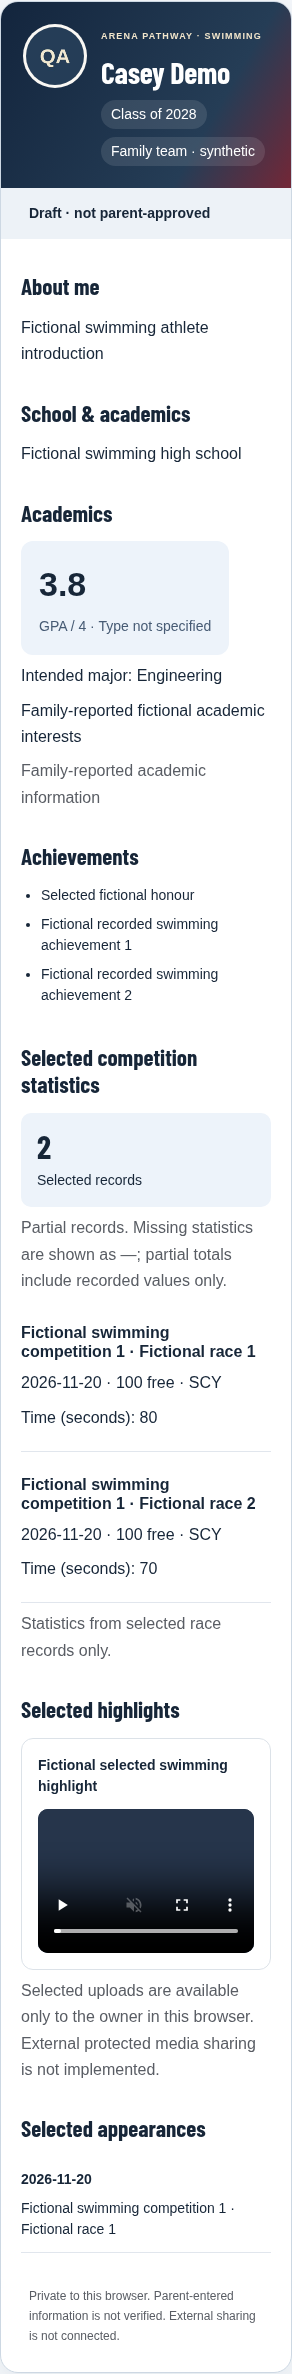 QA
ARENA PATHWAY · SWIMMING
Casey Demo
Class of 2028
Family team · synthetic
Draft · not parent-approved
About me
Fictional swimming athlete
introduction
School & academics
Fictional swimming high school
Academics
3.8
GPA / 4 · Type not specified
Intended major: Engineering
Family-reported fictional academic
interests
Family-reported academic
information
Achievements
• Selected fictional honour
• Fictional recorded swimming
achievement 1
• Fictional recorded swimming
achievement 2
Selected competition
statistics
2
Selected records
Partial records. Missing statistics
are shown as —; partial totals
include recorded values only.
Fictional swimming
competition 1 · Fictional race 1
2026-11-20 · 100 free · SCY
Time (seconds): 80
Fictional swimming
competition 1 · Fictional race 2
2026-11-20 · 100 free · SCY
Time (seconds): 70
Statistics from selected race
records only.
Selected highlights
Fictional selected swimming
highlight
Selected uploads are available
only to the owner in this browser.
External protected media sharing
is not implemented.
Selected appearances
2026-11-20
Fictional swimming competition 1 ·
Fictional race 1
Private to this browser. Parent-entered
information is not verified. External sharing
is not connected.